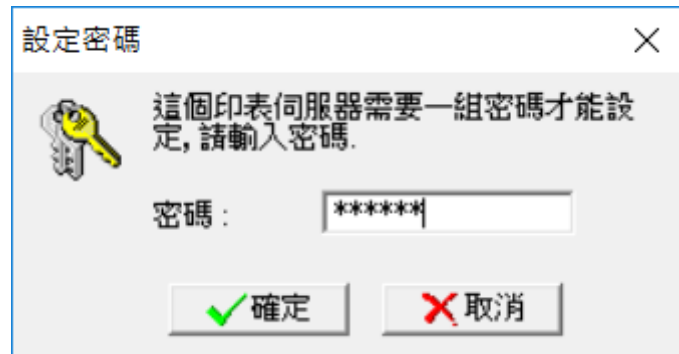 設定密碼
這個印表伺服器需要一組密碼才能設
定, 請輸入密碼.
密碼 : ******
確定 取消